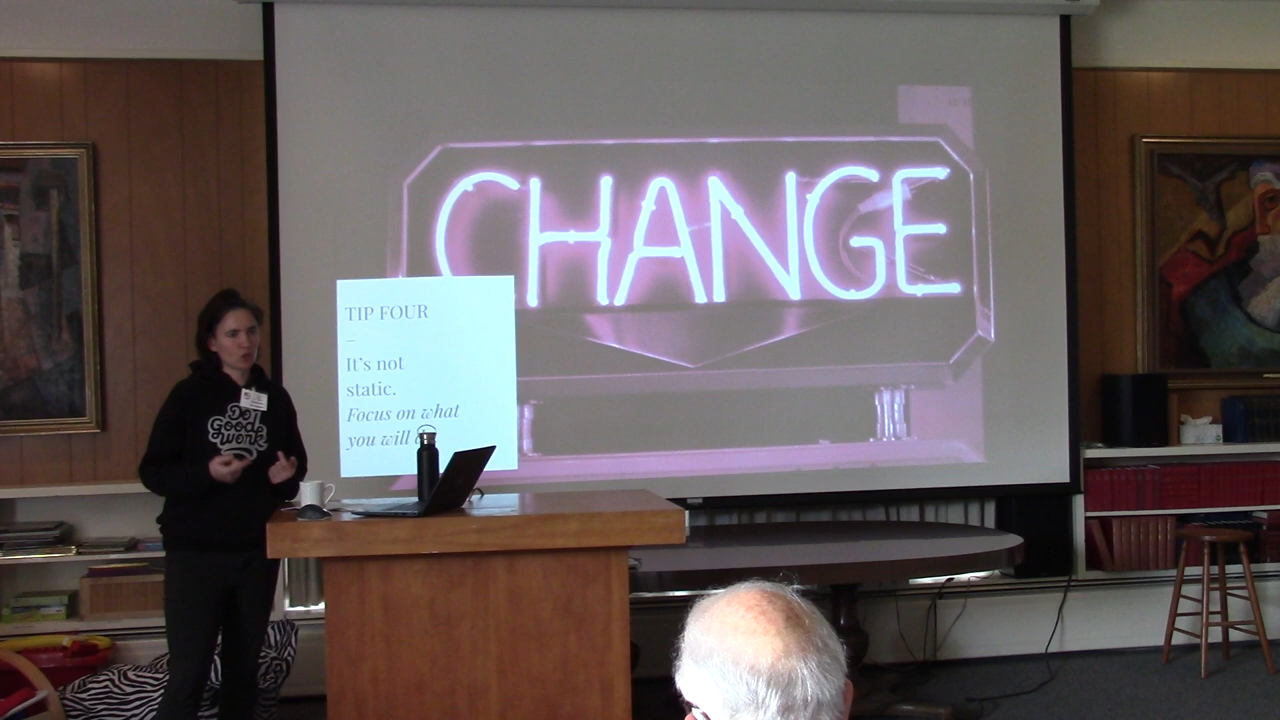 CHANGE
TIP FOUR
–
It's not
static.
Focus on what
you will
Do
Good
work